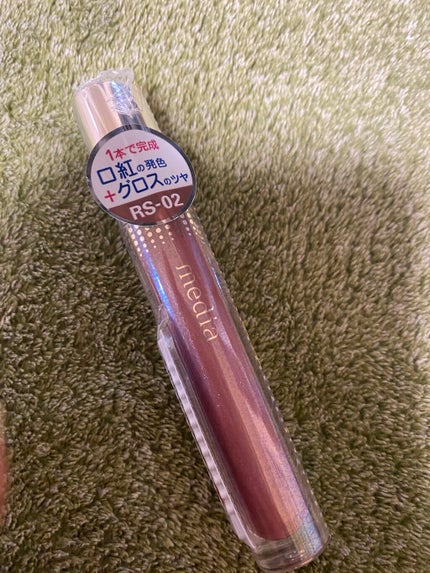 1本で完成
口紅の発色
+グロスのツヤ
RS-02
media